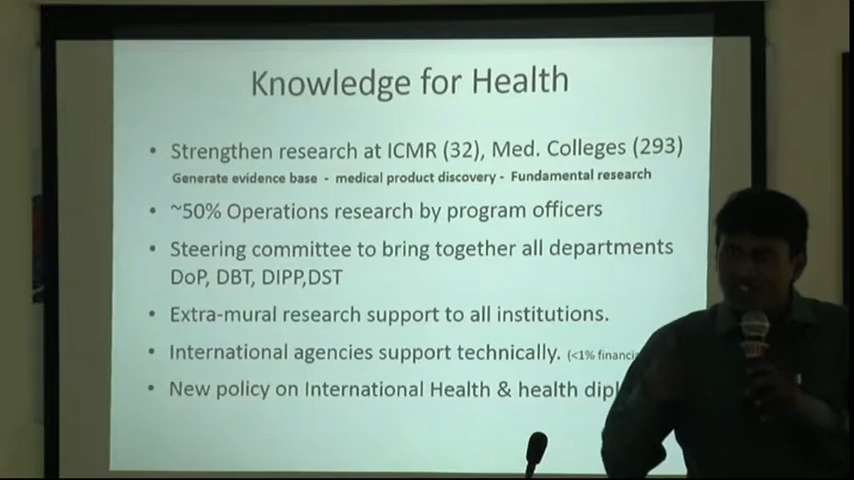 Knowledge for Health
• Strengthen research at ICMR (32), Med. Colleges (293)
Generate evidence base - medical product discovery - Fundamental research
• ~50% Operations research by program officers
• Steering committee to bring together all departments
DoP, DBT, DIPP,DST
• Extra-mural research support to all institutions.
• International agencies support technically. (<1%
• New policy on International Health & health